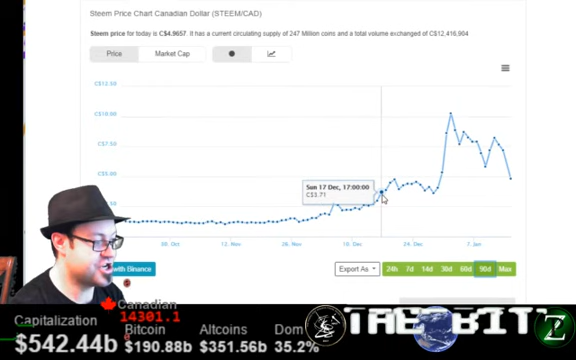 Steem Price Chart Canadian Dollar (STEEM/CAD)
Steem price for today is C$4.9657. It has a current circulating supply of 247 Million coins and a total volume exchanged of C$12,416,904
Price Market Cap
C$12.50
C$10.00
C$7.50
C$5.00
Sun 17 Dec, 17:00:00
C$3.71
30. Oct 12. Nov 26. Nov 10. Dec 24. Dec 7. Jan
with Binance
Export As 24h 7d 14d 30d 60d 90d Max
Canadian
14301.1
Capitalization Bitcoin Altcoins Dom
$542.44b $190.88b $351.56b 35.2%
THE BIT
Z